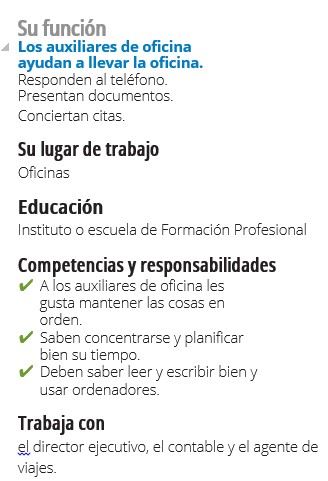 Su función
Los auxiliares de oficina
ayudan a llevar la oficina.
Responden al teléfono.
Presentan documentos.
Conciertan citas.
Su lugar de trabajo
Oficinas
Educación
Instituto o escuela de Formación Profesional
Competencias y responsabilidades
✔ A los auxiliares de oficina les
gusta mantener las cosas en
orden.
✔ Saben concentrarse y planificar
bien su tiempo.
✔ Deben saber leer y escribir bien y
usar ordenadores.
Trabaja con
el director ejecutivo, el contable y el agente de
viajes.